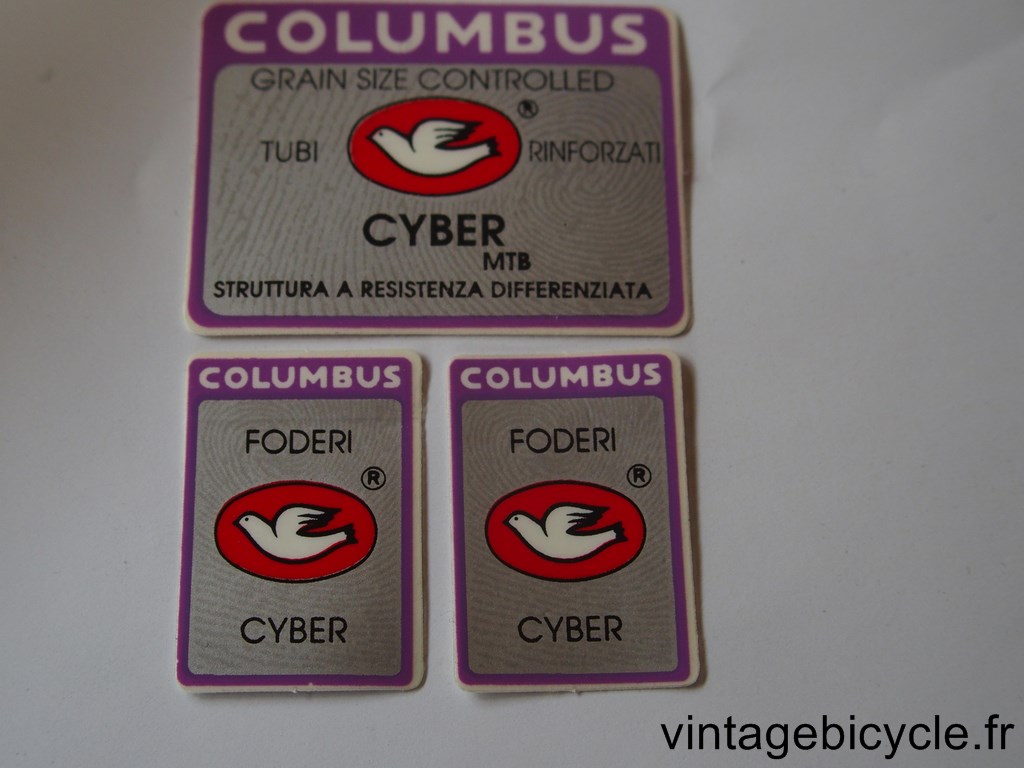 COLUMBUS
GRAIN SIZE CONTROLLED
®
TUBI RINFORZATI
CYBER
MTB
STRUTTURA A RESISTENZA DIFFERENZIATA
COLUMBUS
FODERI
®
CYBER
COLUMBUS
FODERI
®
CYBER
vintagebicycle.fr